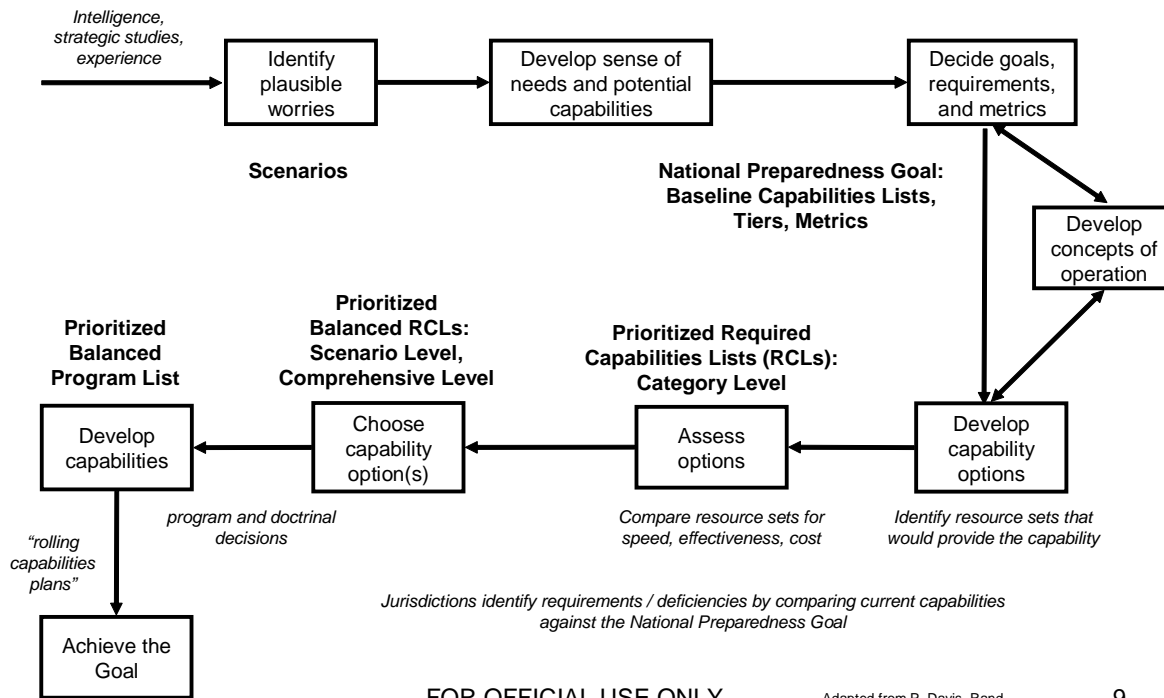 Intelligence,
strategic studies,
experience
Identify
plausible
worries
Develop sense of
needs and potential
capabilities
Decide goals,
requirements,
and metrics
Scenarios
National Preparedness Goal:
Baseline Capabilities Lists,
Tiers, Metrics
Develop
concepts of
operation
Prioritized
Balanced
Program List
Prioritized
Balanced RCLs:
Scenario Level,
Comprehensive Level
Prioritized Required
Capabilities Lists (RCLs):
Category Level
Develop
capabilities
Choose
capability
option(s)
Assess
options
Develop
capability
options
program and doctrinal
decisions
Compare resource sets for
speed, effectiveness, cost
Identify resource sets that
would provide the capability
“rolling
capabilities
plans”
Jurisdictions identify requirements / deficiencies by comparing current capabilities
against the National Preparedness Goal
Achieve the
Goal
FOR OFFICIAL USE ONLY
Adapted from P. Davis, Rand
9